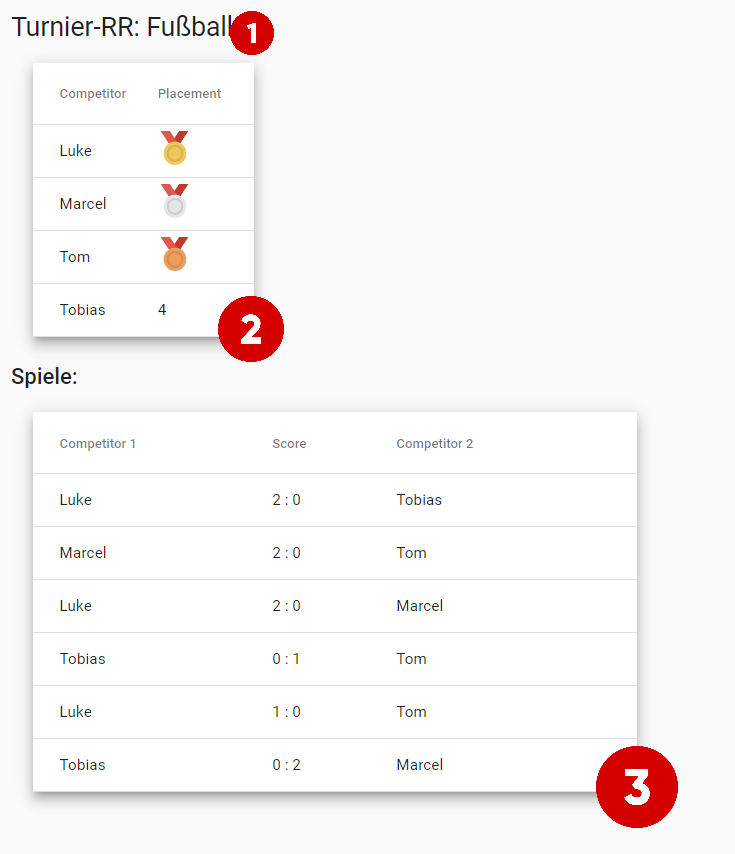 Turnier-RR: Fußball 1
Competitor Placement
Luke
Marcel
Tom
Tobias 4
2
Spiele:
Competitor 1 Score Competitor 2
Luke 2 : 0 Tobias
Marcel 2 : 0 Tom
Luke 2 : 0 Marcel
Tobias 0 : 1 Tom
Luke 1 : 0 Tom
Tobias 0 : 2 Marcel
3